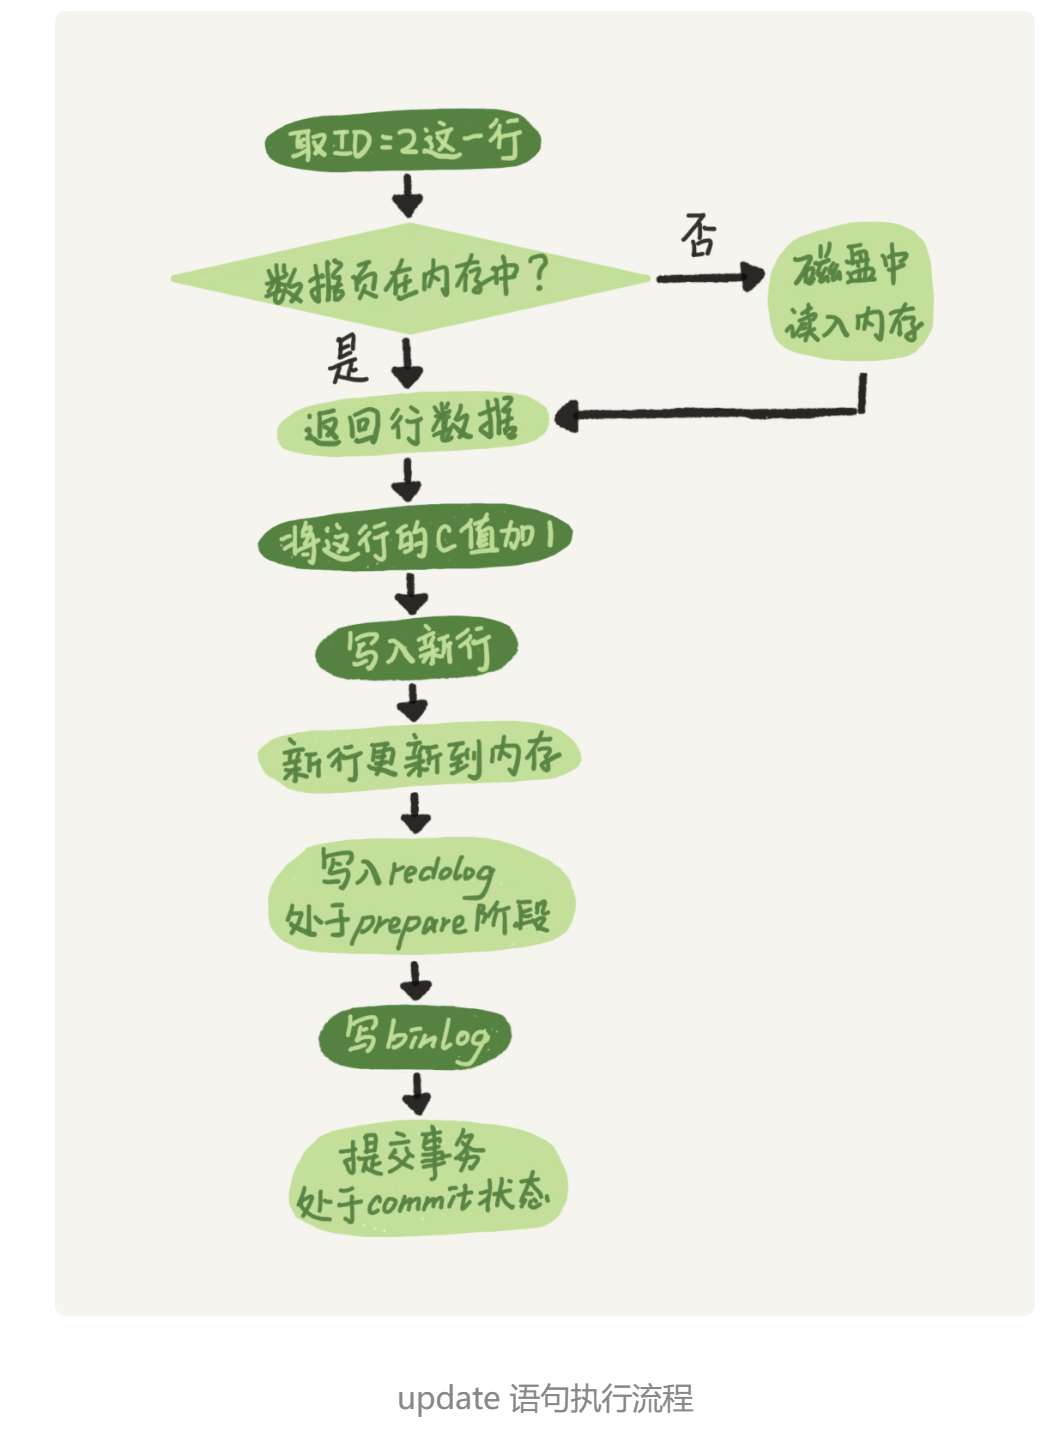 取ID=2这一行
数据页在内存中？
否
磁盘中
读入内存
是
返回行数据
将这行的C值加1
写入新行
新行更新到内存
写入redolog
处于prepare阶段
写binlog
提交事务
处于commit状态
update 语句执行流程